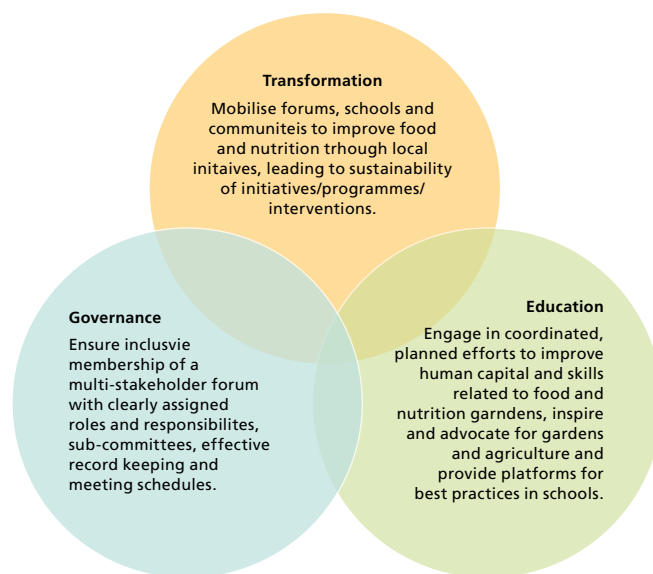 Transformation
Mobilise forums, schools and
communiteis to improve food
and nutrition trhough local
initaives, leading to sustainability
of initiatives/programmes/
interventions.
Governance
Ensure inclusvie
membership of a
multi-stakeholder forum
with clearly assigned
roles and responsibilites,
sub-committees, effective
record keeping and
meeting schedules.
Education
Engage in coordinated,
planned efforts to improve
human capital and skills
related to food and
nutrition garndens, inspire
and advocate for gardens
and agriculture and
provide platforms for
best practices in schools.